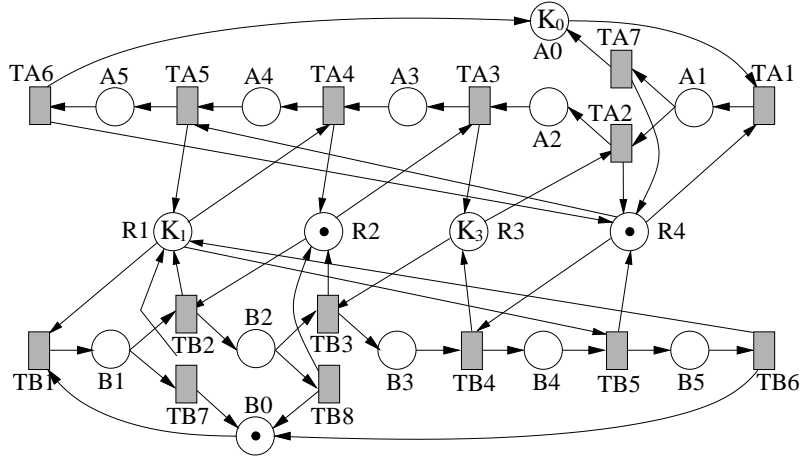 K0
A0
TA6 A5 TA5 A4 TA4 A3 TA3 TA7 A1 TA1
A2 TA2
R1 K1 R2 K3 R3 R4
TB2 B2 TB3
TB1 B1 B3 TB4 B4 TB5 B5 TB6
TB7 B0 TB8